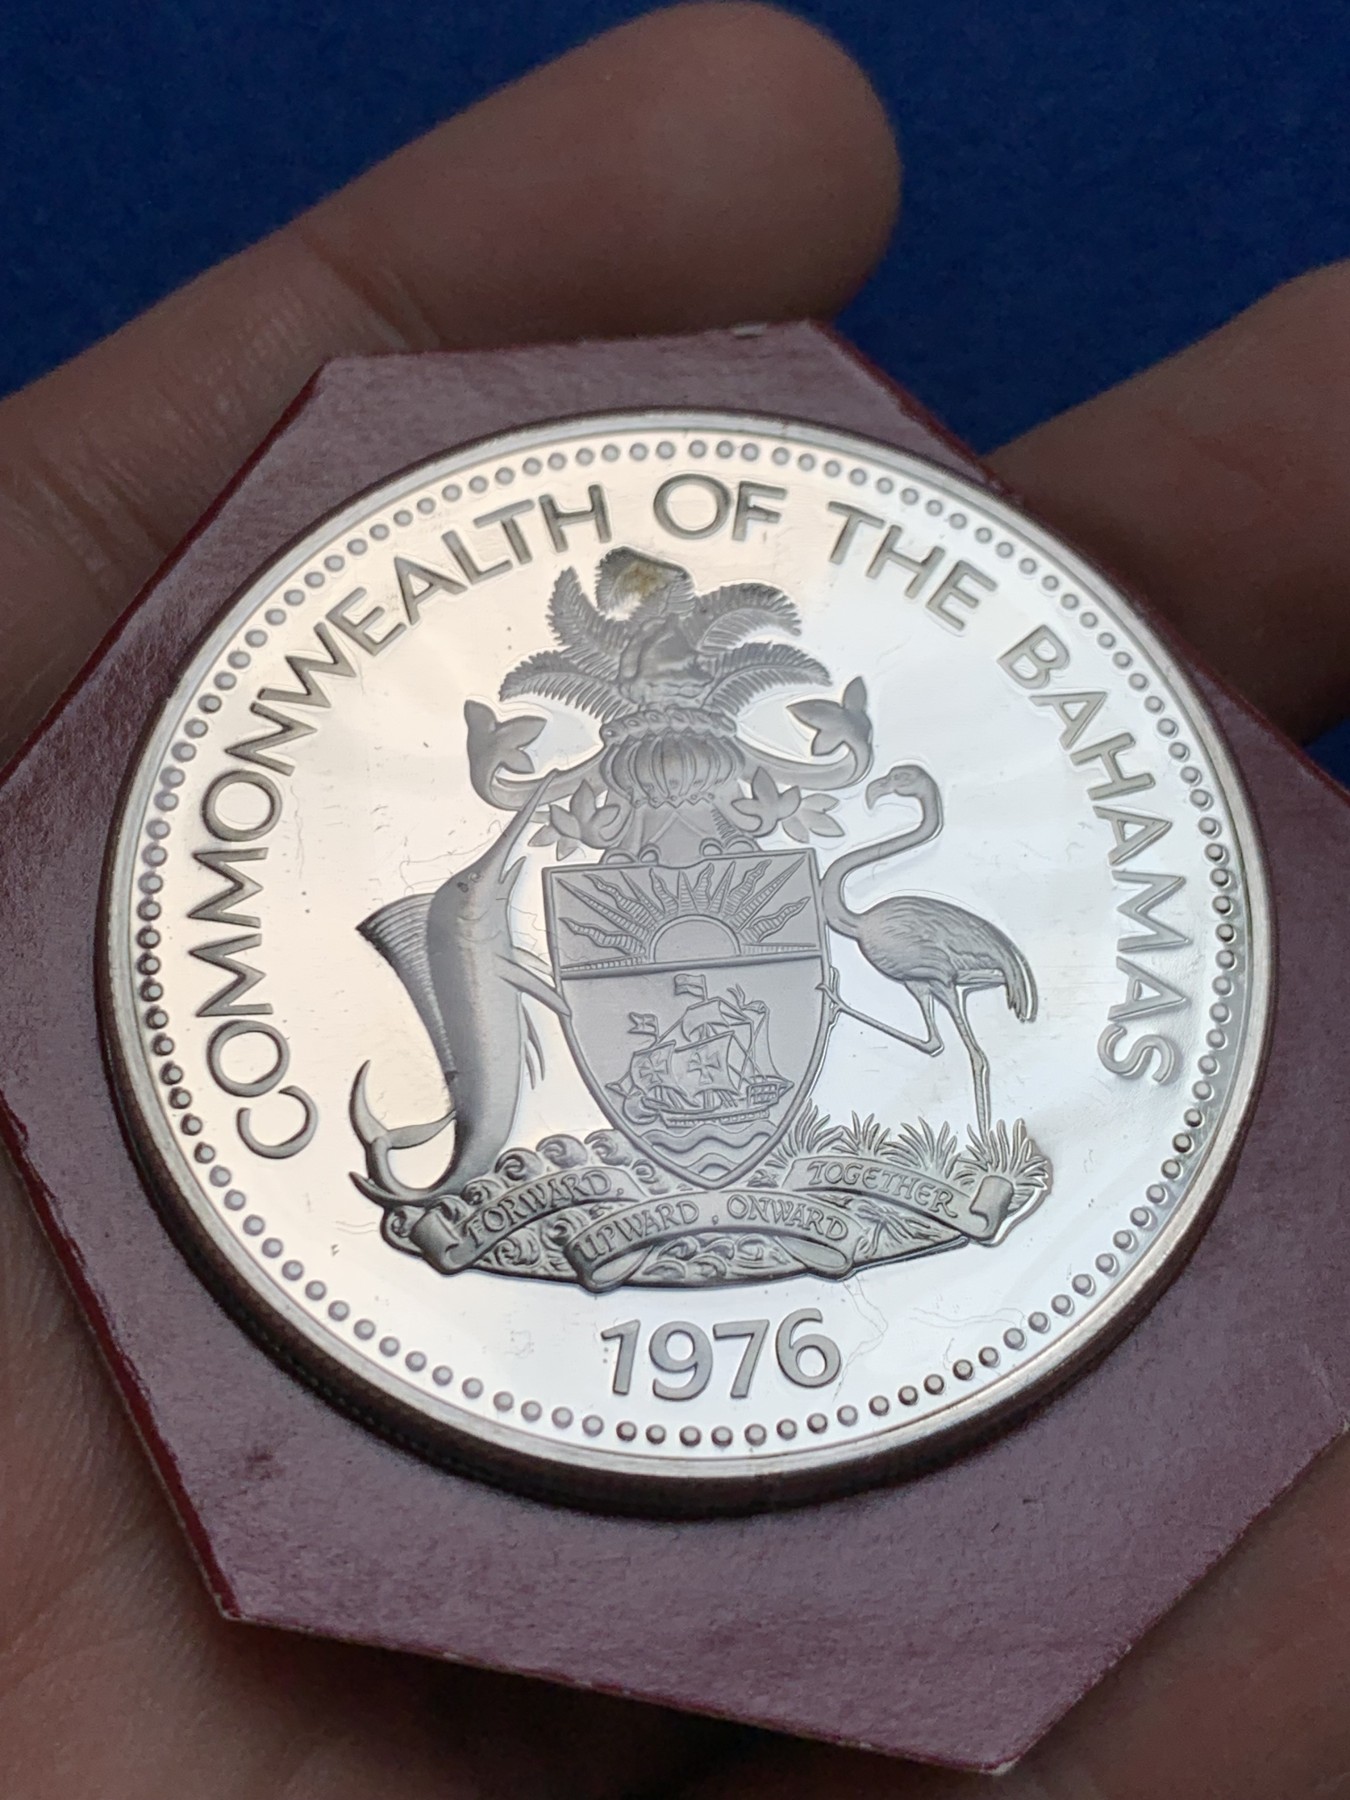 COMMONWEALTH OF THE BAHAMAS
FORWARD,
UPWARD, ONWARD
TOGETHER
1976